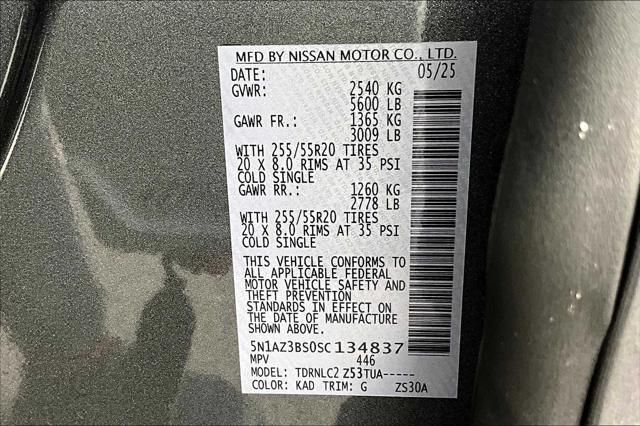 MFD BY NISSAN MOTOR CO., LTD.
DATE: 05/25
GVWR: 2540 KG
5600 LB
GAWR FR.: 1365 KG
3009 LB
WITH 255/55R20 TIRES
20 X 8.0 RIMS AT 35 PSI
COLD SINGLE
GAWR RR.: 1260 KG
2778 LB
WITH 255/55R20 TIRES
20 X 8.0 RIMS AT 35 PSI
COLD SINGLE
THIS VEHICLE CONFORMS TO
ALL APPLICABLE FEDERAL
MOTOR VEHICLE SAFETY AND
THEFT PREVENTION
STANDARDS IN EFFECT ON
THE DATE OF MANUFACTURE
SHOWN ABOVE.
5N1AZ3BS0SC134837
MPV 446
MODEL: TDRNLC2 Z53TUA-----
COLOR: KAD TRIM: G ZS30A